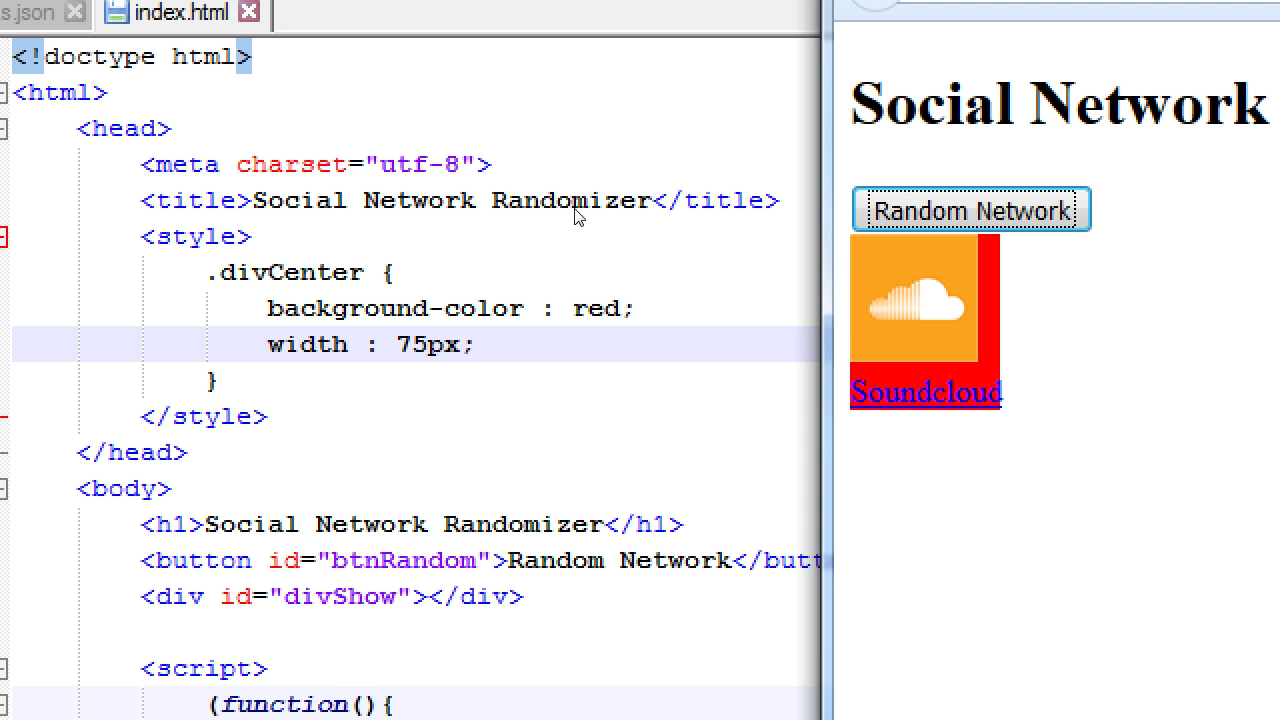 s.json index.html
<!doctype html>
<html>
<head>
<meta charset="utf-8">
<title>Social Network Randomizer</title>
<style>
.divCenter {
background-color : red;
width : 75px;
}
</style>
</head>
<body>
<h1>Social Network Randomizer</h1>
<button id="btnRandom">Random Network</butt
<div id="divShow"></div>
<script>
(function(){
Social Network
Random Network
Soundcloud